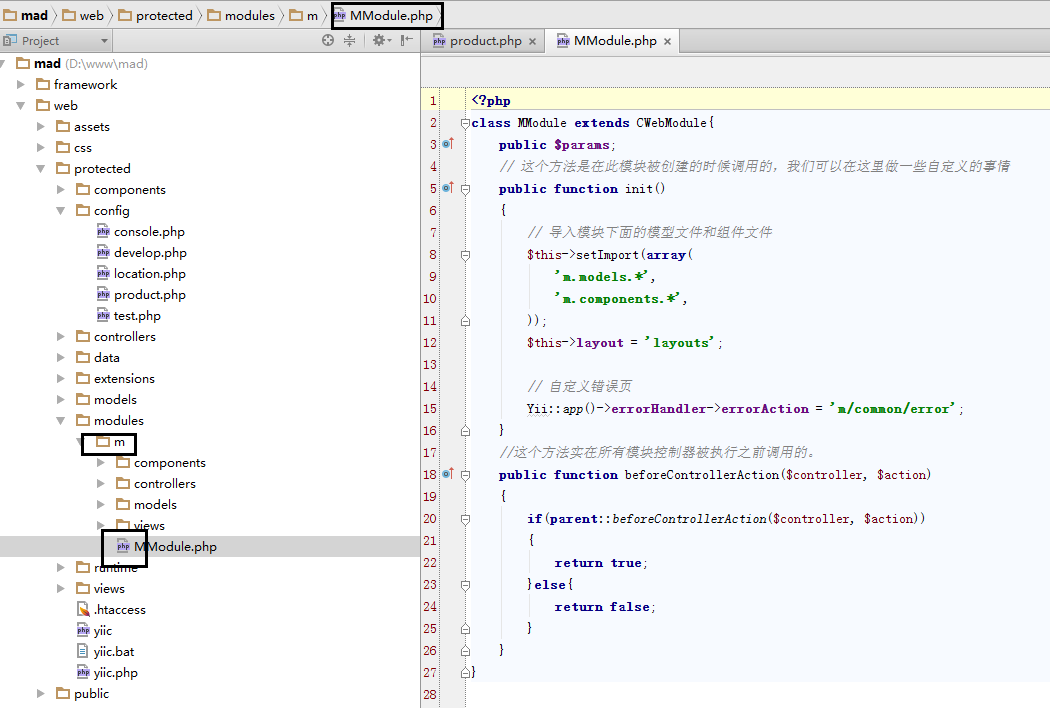 mad web protected modules m MModule.php
Project
product.php MModule.php
mad (D:\www\mad)
framework
web
assets
css
protected
components
config
console.php
develop.php
location.php
product.php
test.php
controllers
data
extensions
models
modules
m
components
controllers
models
views
MModule.php
runtime
views
.htaccess
yiic
yiic.bat
yiic.php
public
1 <?php
2 class MModule extends CWebModule{
3 public $params;
4 // 这个方法是在此模块被创建的时候调用的，我们可以在这里做一些自定义的事情
5 public function init()
6 {
7 // 导入模块下面的模型文件和组件文件
8 $this->setImport(array(
9 'm.models.*',
10 'm.components.*',
11 ));
12 $this->layout = 'layouts';
13
14 // 自定义错误页
15 Yii::app()->errorHandler->errorAction = 'm/common/error';
16 }
17 //这个方法实在所有模块控制器被执行之前调用的。
18 public function beforeControllerAction($controller, $action)
19 {
20 if(parent::beforeControllerAction($controller, $action))
21 {
22 return true;
23 }else{
24 return false;
25 }
26 }
27 }
28